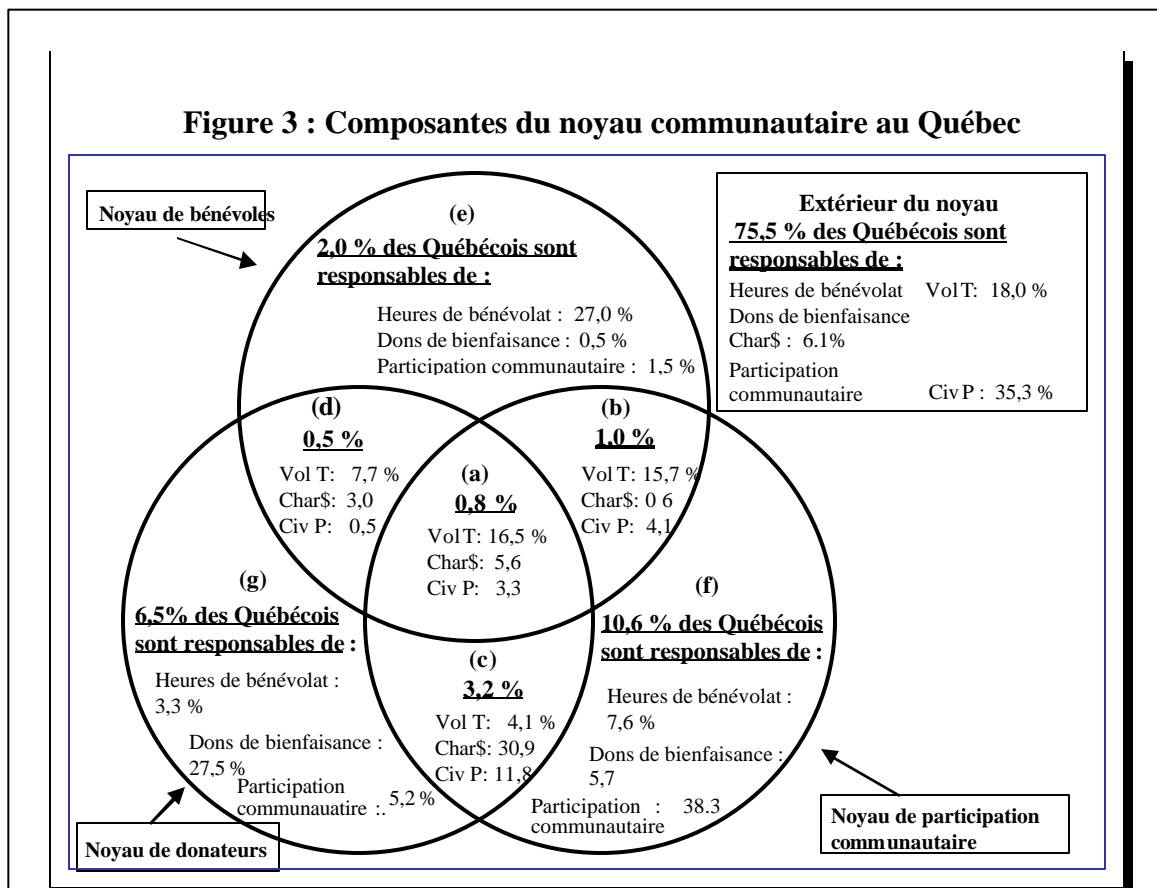 Figure 3 : Composantes du noyau communautaire au Québec
Noyau de bénévoles
(e)
2,0 % des Québécois sont
responsables de :
Heures de bénévolat : 27,0 %
Dons de bienfaisance : 0,5 %
Participation communautaire : 1,5 %
Extérieur du noyau
75,5 % des Québécois sont
responsables de :
Heures de bénévolat Vol T: 18,0 %
Dons de bienfaisance
Char$ : 6.1%
Participation
communautaire Civ P : 35,3 %
(d)
0,5 %
Vol T: 7,7 %
Char$: 3,0
Civ P: 0,5
(a)
0,8 %
Vol T: 16,5 %
Char$: 5,6
Civ P: 3,3
(b)
1,0 %
Vol T: 15,7 %
Char$: 0 6
Civ P: 4,1
(g)
6,5% des Québécois
sont responsables de :
Heures de bénévolat :
3,3 %
Dons de bienfaisance :
27,5 %
Participation
communauatire :. 5,2 %
(c)
3,2 %
Vol T: 4,1 %
Char$: 30,9
Civ P: 11,8
(f)
10,6 % des Québécois
sont responsables de :
Heures de bénévolat :
7,6 %
Dons de bienfaisance :
5,7
Participation : 38.3
communautaire
Noyau de donateurs
Noyau de participation
communautaire